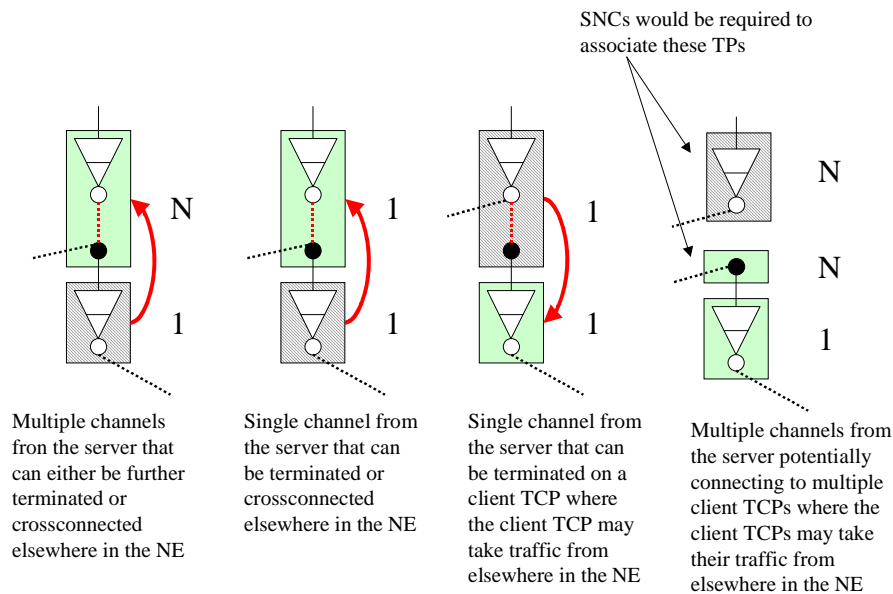 SNCs would be required to
associate these TPs
N
1
1
1
1
1
N
N
1
Multiple channels
fron the server that
can either be further
terminated or
crossconnected
elsewhere in the NE
Single channel from
the server that can
be terminated or
crossconnected
elsewhere in the NE
Single channel from
the server that can
be terminated on a
client TCP where
the client TCP may
take traffic from
elsewhere in the NE
Multiple channels from
the server potentially
connecting to multiple
client TCPs where the
client TCPs may take
their traffic from
elsewhere in the NE